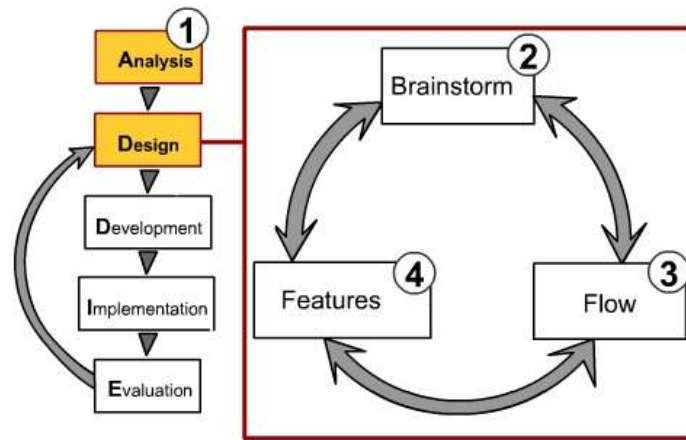 1
Analysis
Design
Development
Implementation
Evaluation
2
Brainstorm
4
Features
3
Flow